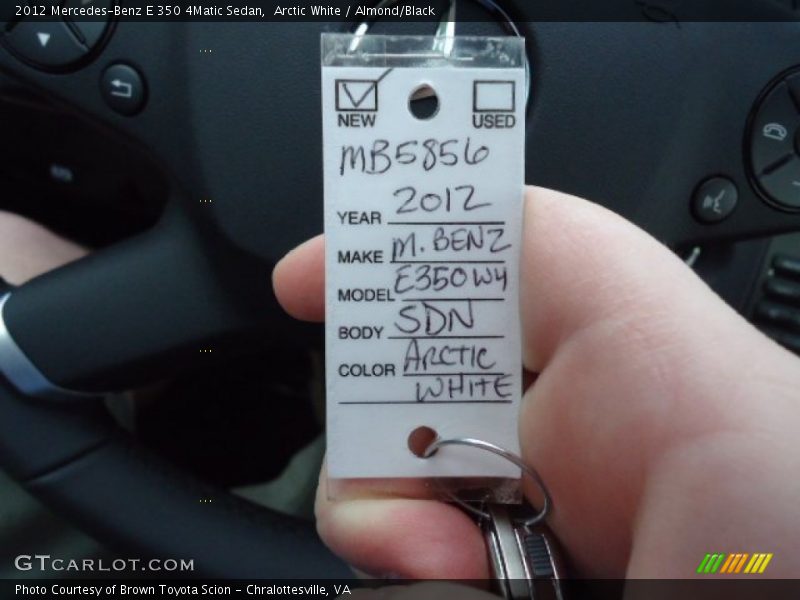 2012 Mercedes-Benz E 350 4Matic Sedan,  Arctic White / Almond/Black
NEW USED
MB5856
YEAR 2012
MAKE M. BENZ
MODEL E350W4
BODY SDN
COLOR ARCTIC
WHITE
GTCARLOT.COM
Photo Courtesy of Brown Toyota Scion - Chralottesville, VA